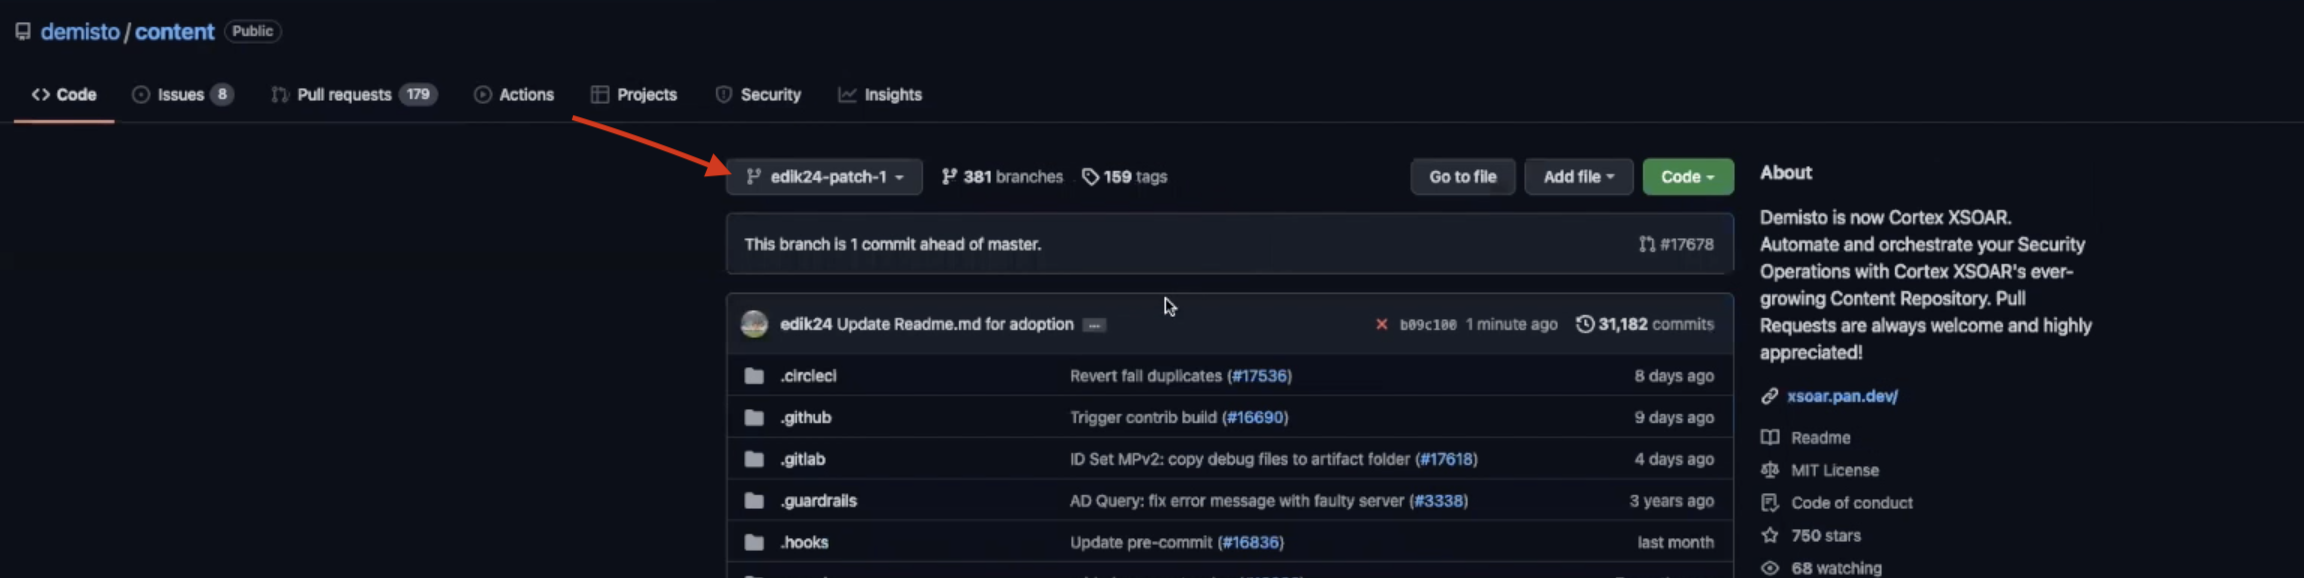 demisto / content Public
Code Issues 8 Pull requests 179 Actions Projects Security Insights
edik24-patch-1 381 branches 159 tags Go to file Add file Code
This branch is 1 commit ahead of master. #17678
edik24 Update Readme.md for adoption ... b09c100 1 minute ago 31,182 commits
.circleci Revert fail duplicates (#17536) 8 days ago
.github Trigger contrib build (#16690) 9 days ago
.gitlab ID Set MPv2: copy debug files to artifact folder (#17618) 4 days ago
.guardrails AD Query: fix error message with faulty server (#3338) 3 years ago
.hooks Update pre-commit (#16836) last month
About
Demisto is now Cortex XSOAR.
Automate and orchestrate your Security
Operations with Cortex XSOAR's ever-
growing Content Repository. Pull
Requests are always welcome and highly
appreciated!
xsoar.pan.dev/
Readme
MIT License
Code of conduct
750 stars
68 watching